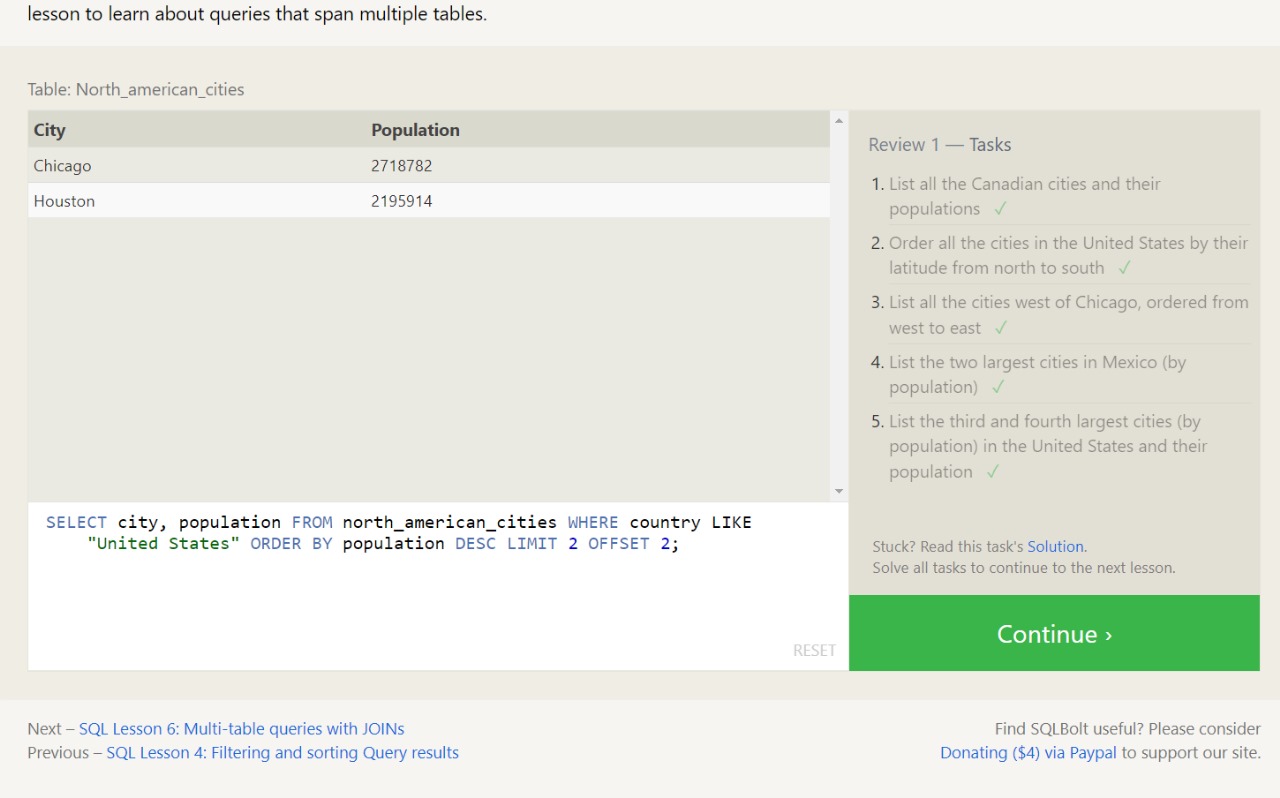 lesson to learn about queries that span multiple tables.
Table: North_american_cities
City Population
Chicago 2718782
Houston 2195914
SELECT city, population FROM north_american_cities WHERE country LIKE
"United States" ORDER BY population DESC LIMIT 2 OFFSET 2;
RESET
Review 1 — Tasks
1. List all the Canadian cities and their
populations ✓
2. Order all the cities in the United States by their
latitude from north to south ✓
3. List all the cities west of Chicago, ordered from
west to east ✓
4. List the two largest cities in Mexico (by
population) ✓
5. List the third and fourth largest cities (by
population) in the United States and their
population ✓
Stuck? Read this task's Solution.
Solve all tasks to continue to the next lesson.
Continue ›
Next – SQL Lesson 6: Multi-table queries with JOINs
Previous – SQL Lesson 4: Filtering and sorting Query results
Find SQLBolt useful? Please consider
Donating ($4) via Paypal to support our site.